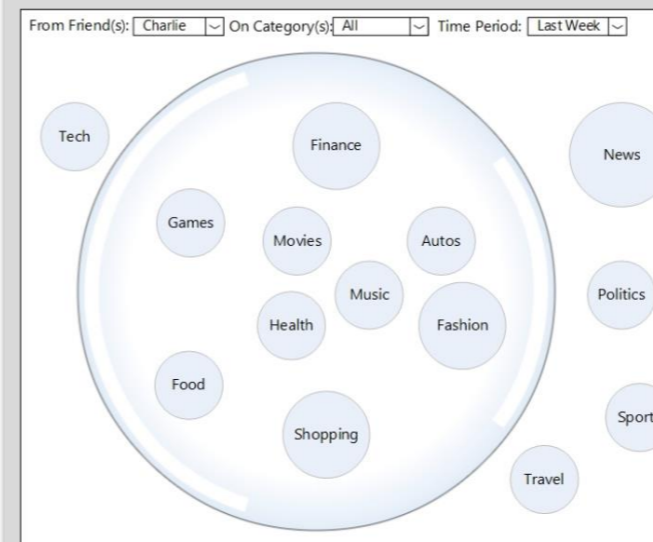 From Friend(s): Charlie On Category(s): All Time Period: Last Week
Tech
Finance
News
Games
Movies
Autos
Music
Politics
Health
Fashion
Food
Sport
Shopping
Travel